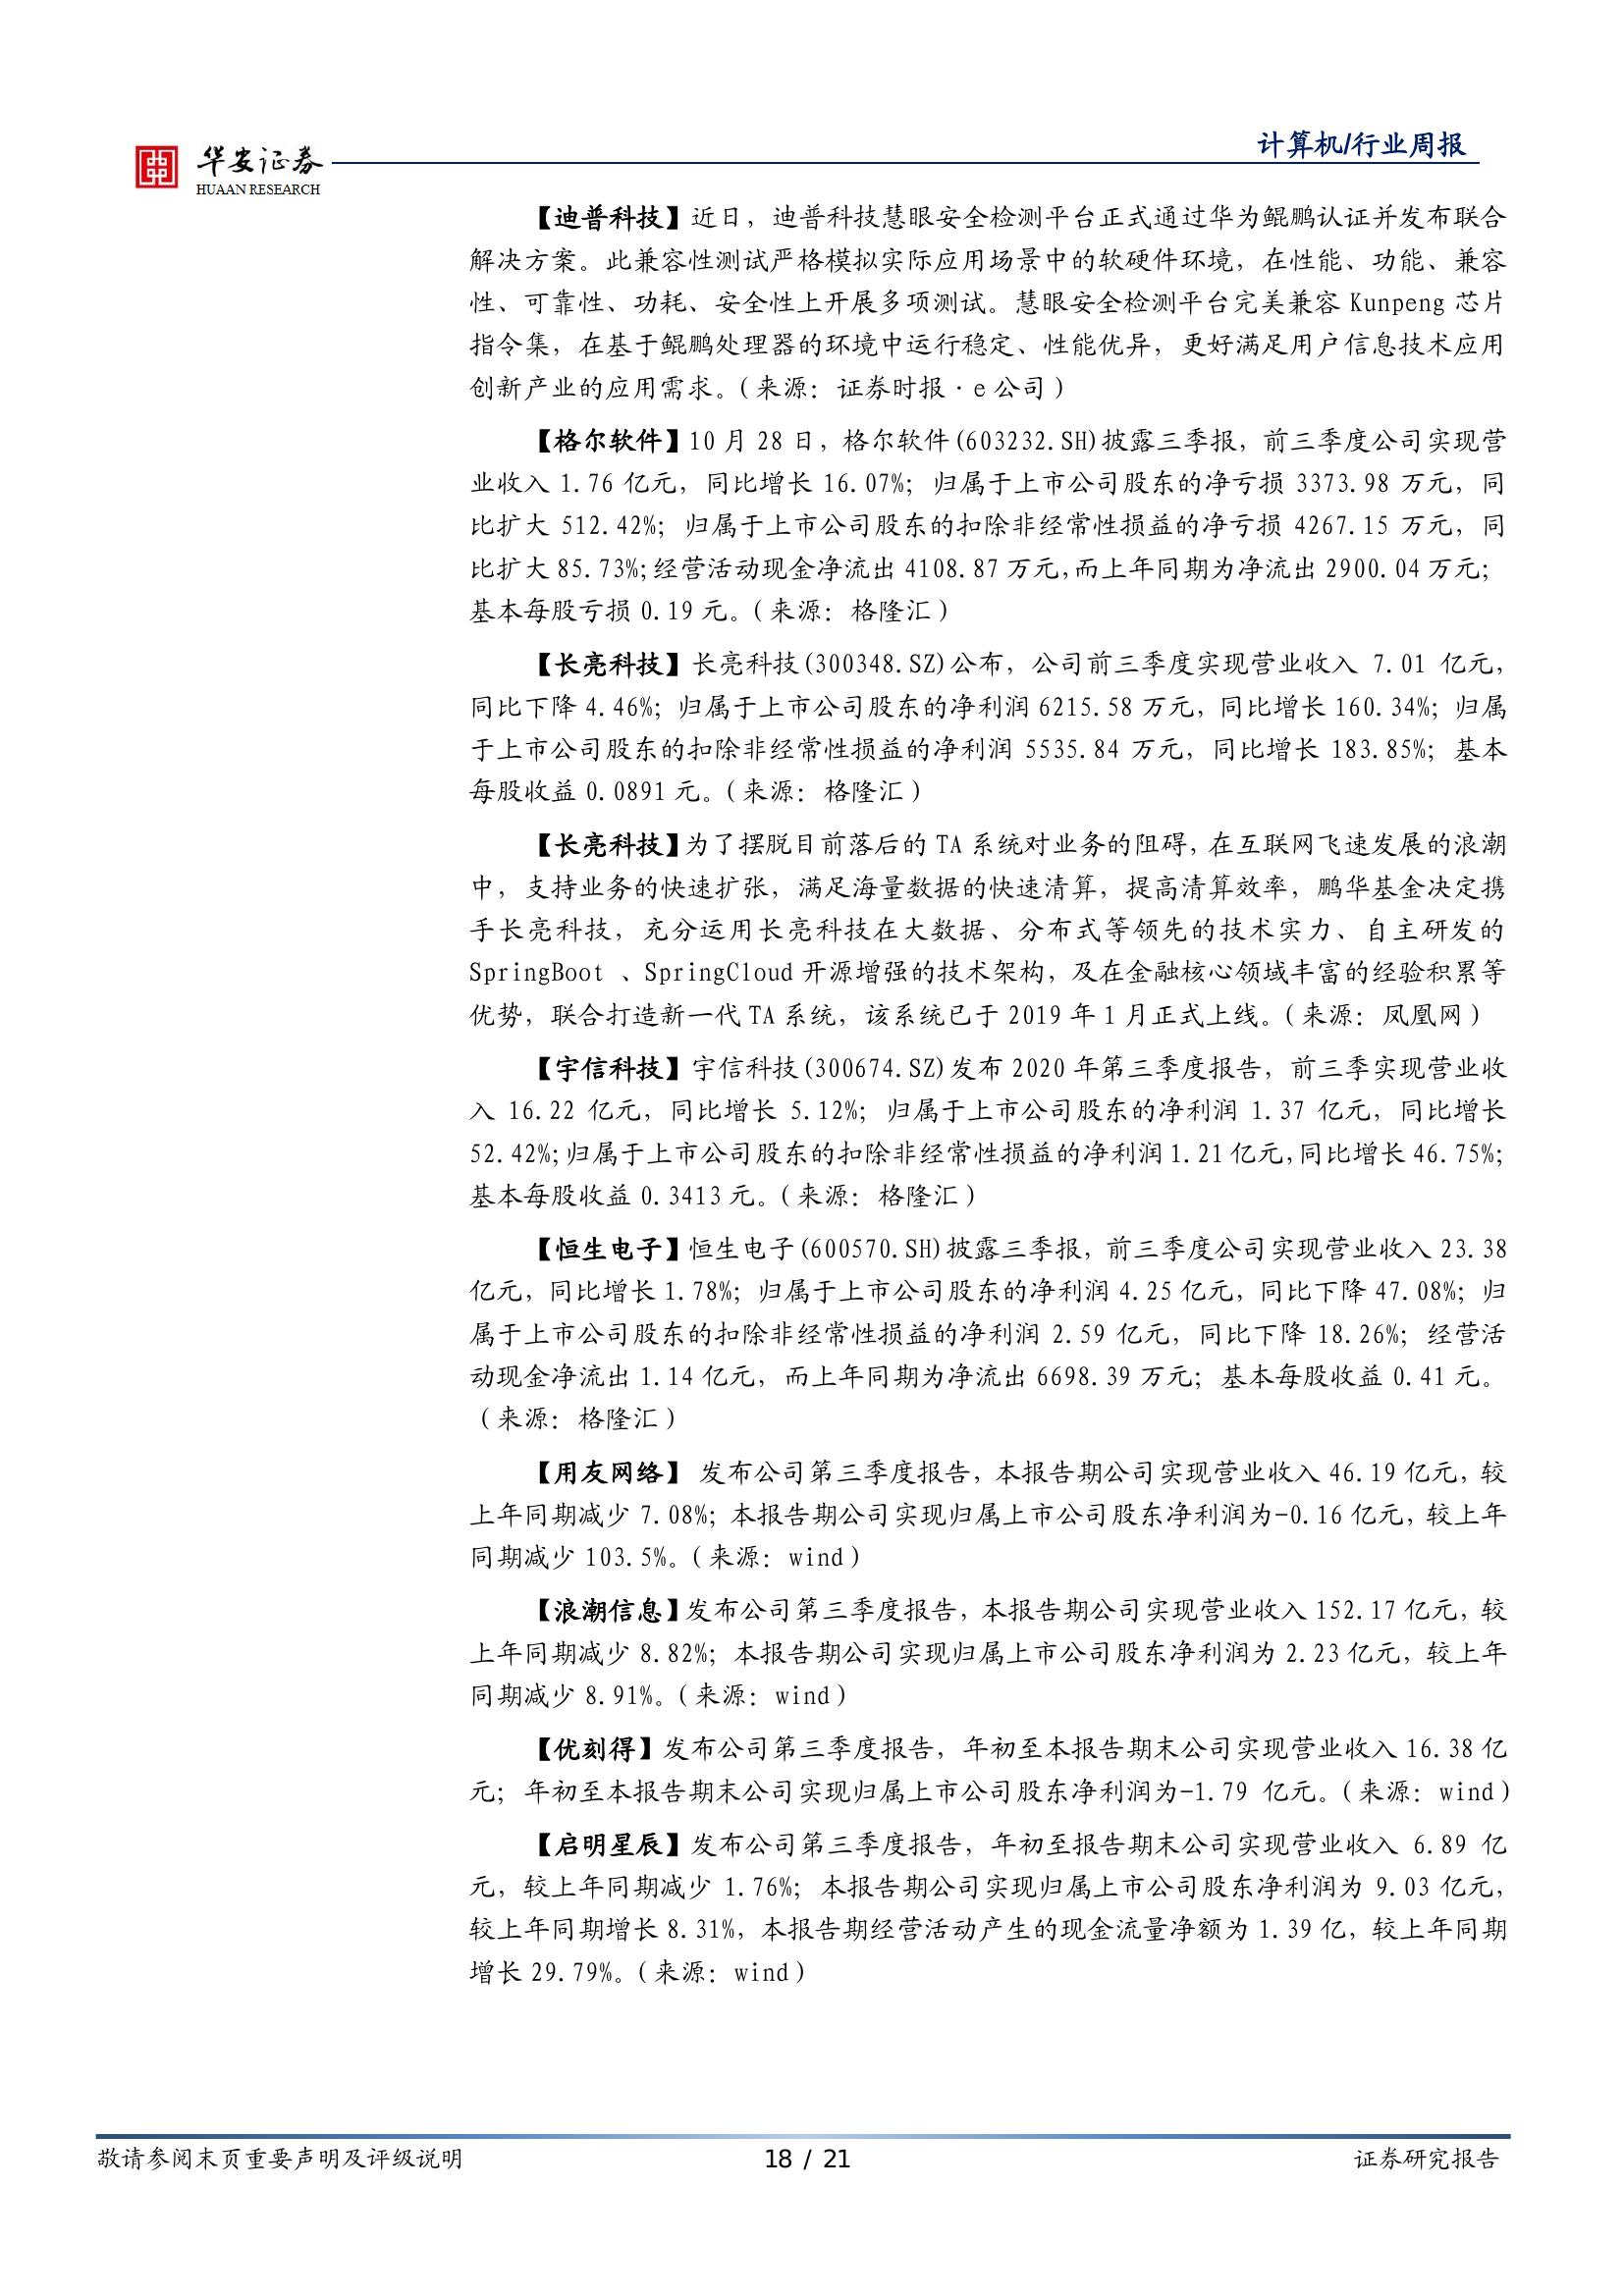 华安证券
HUAAN RESEARCH
计算机/行业周报
【迪普科技】近日，迪普科技慧眼安全检测平台正式通过华为鲲鹏认证并发布联合
解决方案。此兼容性测试严格模拟实际应用场景中的软硬件环境，在性能、功能、兼容
性、可靠性、功耗、安全性上开展多项测试。慧眼安全检测平台完美兼容 Kunpeng 芯片
指令集，在基于鲲鹏处理器的环境中运行稳定、性能优异，更好满足用户信息技术应用
创新产业的应用需求。（来源：证券时报·e 公司）
【格尔软件】10 月 28 日，格尔软件(603232.SH)披露三季报，前三季度公司实现营
业收入 1.76 亿元，同比增长 16.07%；归属于上市公司股东的净亏损 3373.98 万元，同
比扩大 512.42%；归属于上市公司股东的扣除非经常性损益的净亏损 4267.15 万元，同
比扩大 85.73%；经营活动现金净流出 4108.87 万元，而上年同期为净流出 2900.04 万元；
基本每股亏损 0.19 元。（来源：格隆汇）
【长亮科技】长亮科技(300348.SZ)公布，公司前三季度实现营业收入 7.01 亿元，
同比下降 4.46%；归属于上市公司股东的净利润 6215.58 万元，同比增长 160.34%；归属
于上市公司股东的扣除非经常性损益的净利润 5535.84 万元，同比增长 183.85%；基本
每股收益 0.0891 元。（来源：格隆汇）
【长亮科技】为了摆脱目前落后的 TA 系统对业务的阻碍，在互联网飞速发展的浪潮
中，支持业务的快速扩张，满足海量数据的快速清算，提高清算效率，鹏华基金决定携
手长亮科技，充分运用长亮科技在大数据、分布式等领先的技术实力、自主研发的
SpringBoot 、SpringCloud 开源增强的技术架构，及在金融核心领域丰富的经验积累等
优势，联合打造新一代 TA 系统，该系统已于 2019 年 1 月正式上线。（来源：凤凰网）
【宇信科技】宇信科技(300674.SZ)发布 2020 年第三季度报告，前三季实现营业收
入 16.22 亿元，同比增长 5.12%；归属于上市公司股东的净利润 1.37 亿元，同比增长
52.42%；归属于上市公司股东的扣除非经常性损益的净利润 1.21 亿元，同比增长 46.75%；
基本每股收益 0.3413 元。（来源：格隆汇）
【恒生电子】恒生电子(600570.SH)披露三季报，前三季度公司实现营业收入 23.38
亿元，同比增长 1.78%；归属于上市公司股东的净利润 4.25 亿元，同比下降 47.08%；归
属于上市公司股东的扣除非经常性损益的净利润 2.59 亿元，同比下降 18.26%；经营活
动现金净流出 1.14 亿元，而上年同期为净流出 6698.39 万元；基本每股收益 0.41 元。
（来源：格隆汇）
【用友网络】 发布公司第三季度报告，本报告期公司实现营业收入 46.19 亿元，较
上年同期减少 7.08%；本报告期公司实现归属上市公司股东净利润为-0.16 亿元，较上年
同期减少 103.5%。（来源：wind）
【浪潮信息】发布公司第三季度报告，本报告期公司实现营业收入 152.17 亿元，较
上年同期减少 8.82%；本报告期公司实现归属上市公司股东净利润为 2.23 亿元，较上年
同期减少 8.91%。（来源：wind）
【优刻得】发布公司第三季度报告，年初至本报告期末公司实现营业收入 16.38 亿
元；年初至本报告期末公司实现归属上市公司股东净利润为-1.79 亿元。（来源：wind）
【启明星辰】发布公司第三季度报告，年初至报告期末公司实现营业收入 6.89 亿
元，较上年同期减少 1.76%；本报告期公司实现归属上市公司股东净利润为 9.03 亿元，
较上年同期增长 8.31%，本报告期经营活动产生的现金流量净额为 1.39 亿，较上年同期
增长 29.79%。（来源：wind）
敬请参阅末页重要声明及评级说明
18 / 21
证券研究报告